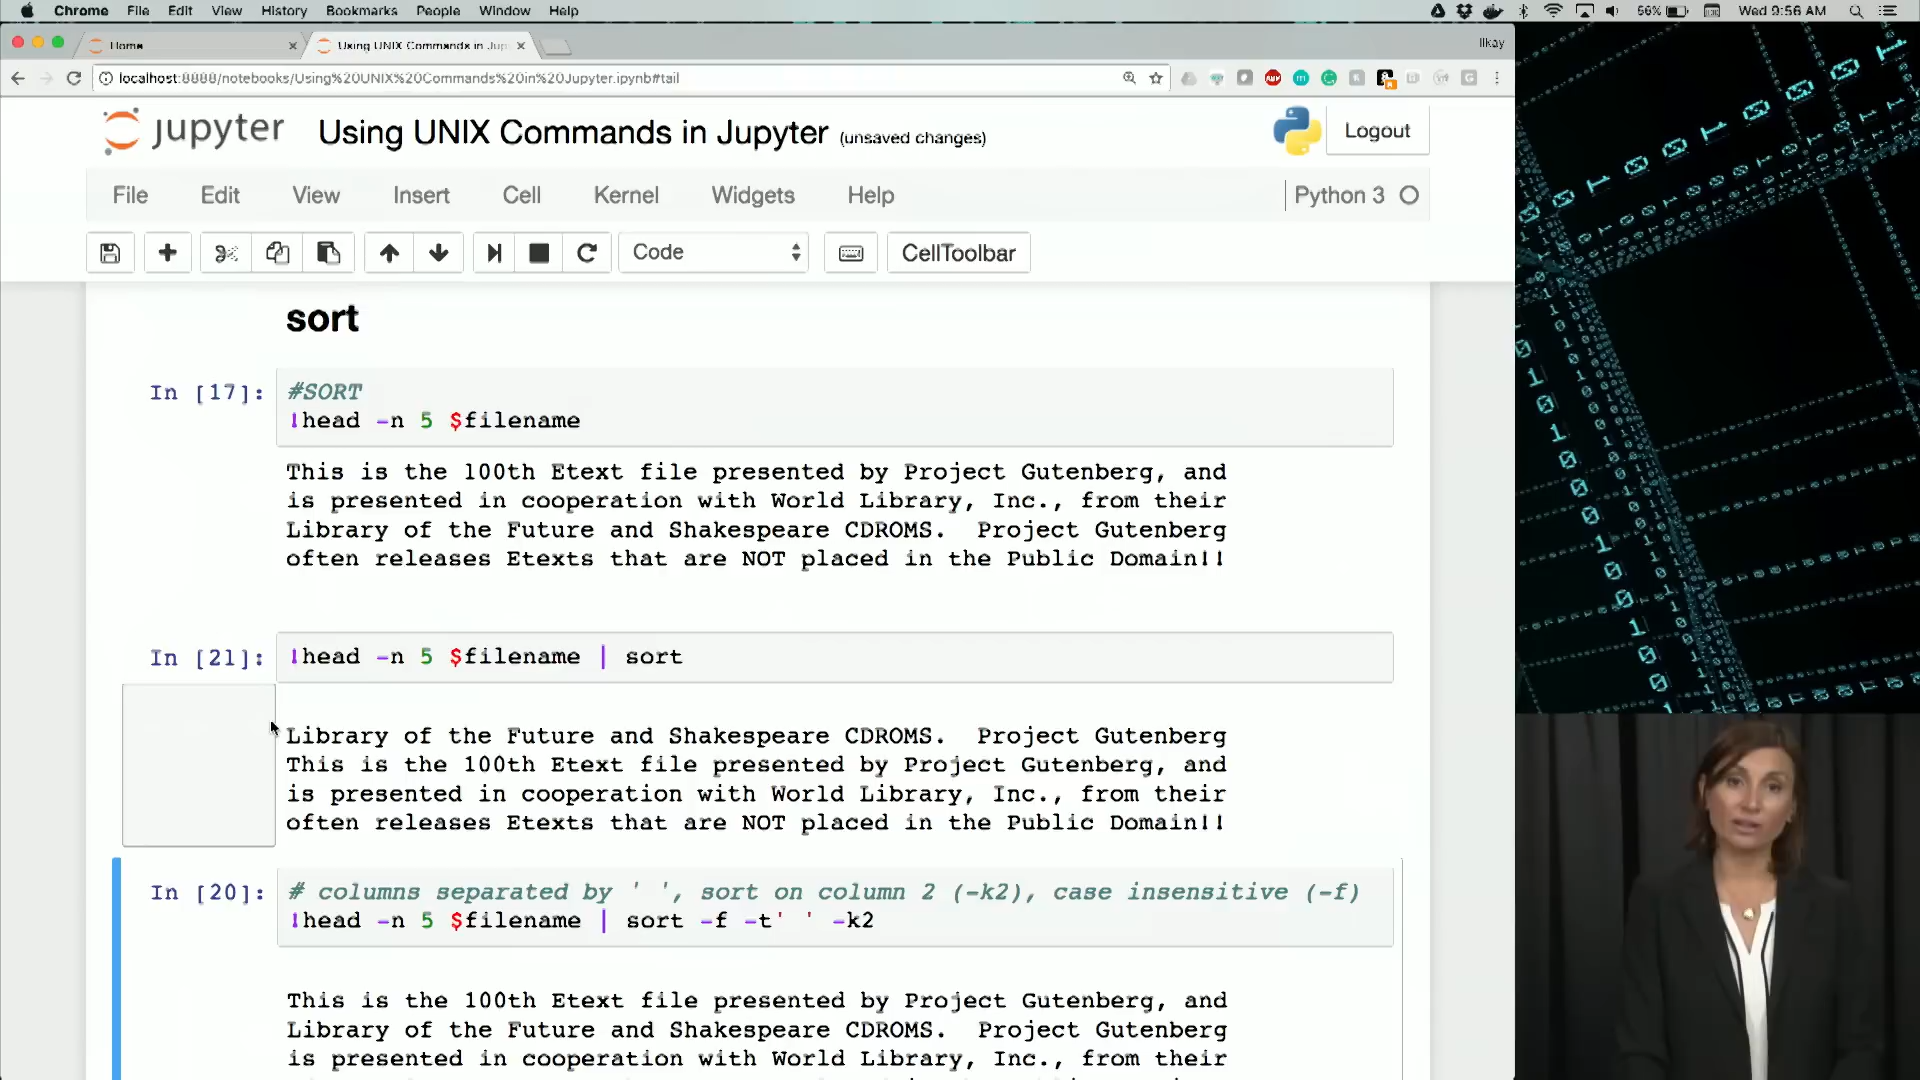 Chrome File Edit View History Bookmarks People Window Help
56% Wed 9:56 AM
Home
Using UNIX Commands in Jup
Ilkay
localhost:8888/notebooks/Using%20UNIX%20Commands%20in%20Jupyter.ipynb#tail
jupyter Using UNIX Commands in Jupyter (unsaved changes)
Logout
File Edit View Insert Cell Kernel Widgets Help
Python 3
Code
CellToolbar
sort
In [17]: #SORT
!head -n 5 $filename
This is the 100th Etext file presented by Project Gutenberg, and
is presented in cooperation with World Library, Inc., from their
Library of the Future and Shakespeare CDROMS.  Project Gutenberg
often releases Etexts that are NOT placed in the Public Domain!!
In [21]: !head -n 5 $filename | sort
Library of the Future and Shakespeare CDROMS.  Project Gutenberg
This is the 100th Etext file presented by Project Gutenberg, and
is presented in cooperation with World Library, Inc., from their
often releases Etexts that are NOT placed in the Public Domain!!
In [20]: # columns separated by ' ', sort on column 2 (-k2), case insensitive (-f)
!head -n 5 $filename | sort -f -t' ' -k2
This is the 100th Etext file presented by Project Gutenberg, and
Library of the Future and Shakespeare CDROMS.  Project Gutenberg
is presented in cooperation with World Library, Inc., from their